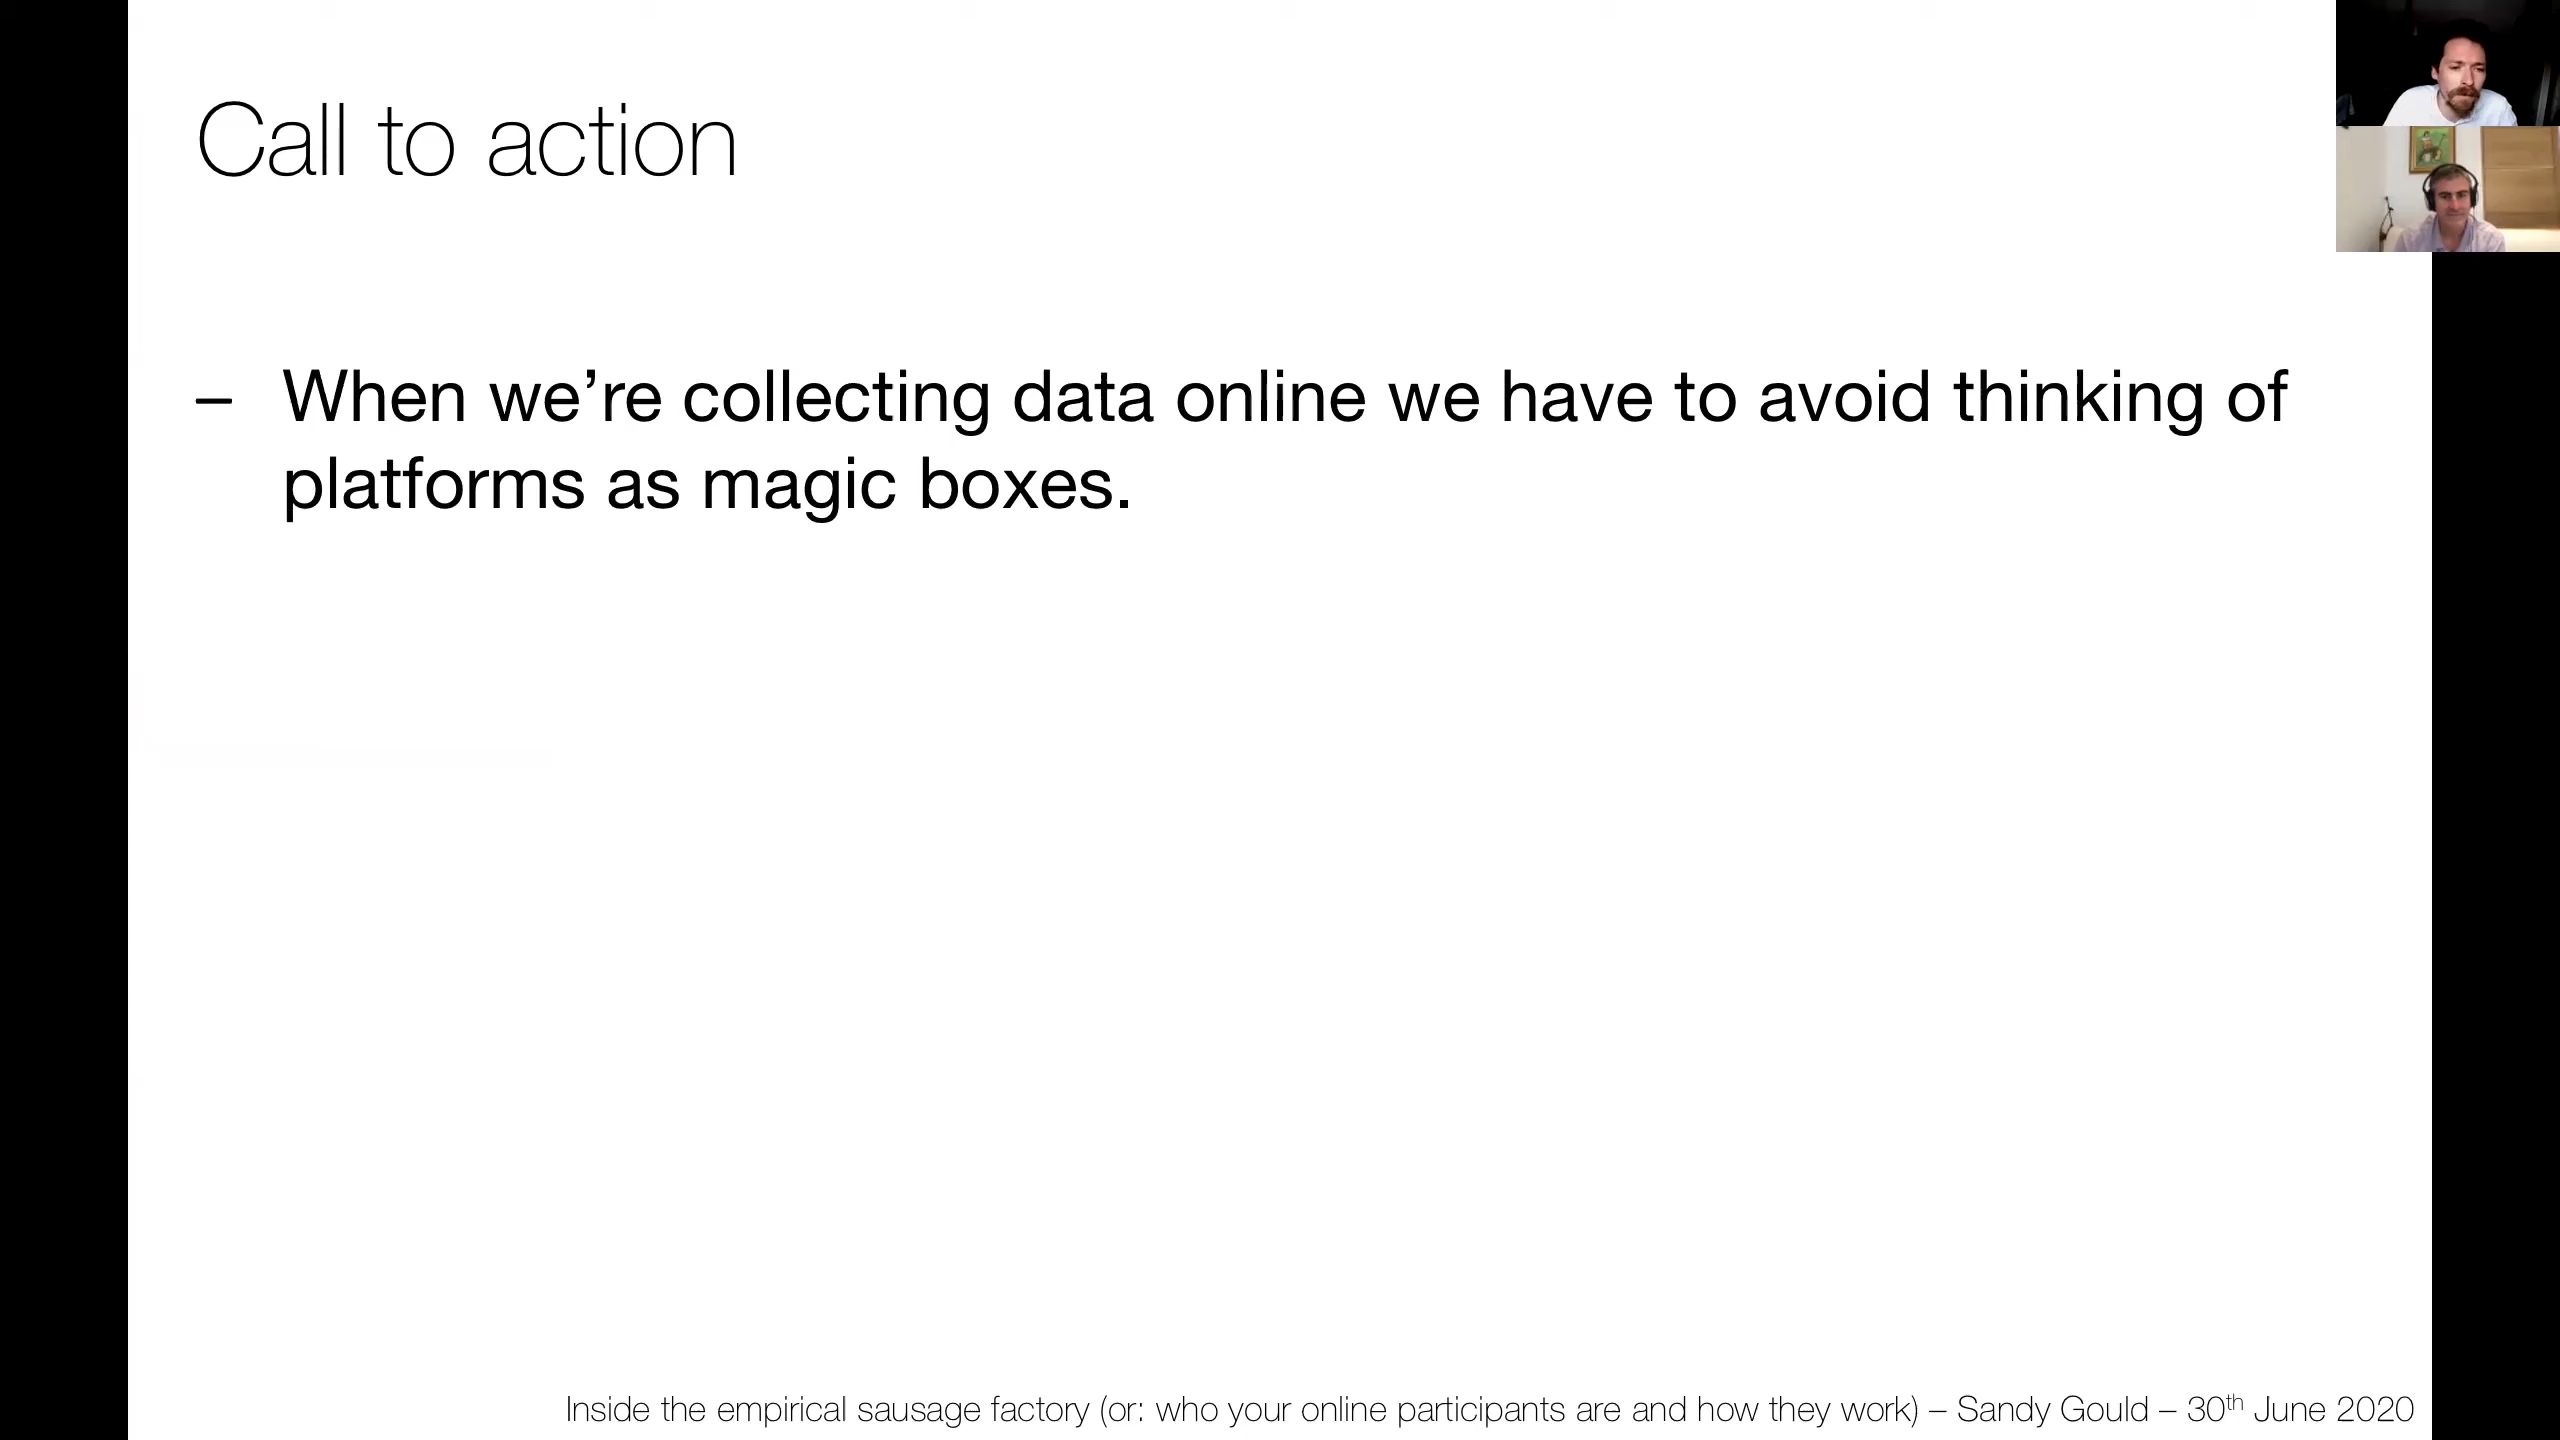 Call to action
– When we’re collecting data online we have to avoid thinking of
platforms as magic boxes.
Inside the empirical sausage factory (or: who your online participants are and how they work) – Sandy Gould – 30th June 2020